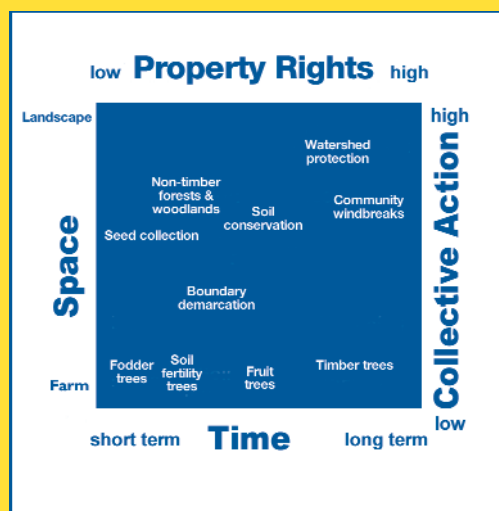 low Property Rights high
Landscape
high
Watershed
protection
Non-timber
forests &
woodlands
Community
windbreaks
Soil
conservation
Seed collection
Space
Collective Action
Boundary
demarcation
Fodder
trees
Soil
fertility
trees
Fruit
trees
Timber trees
Farm
low
short term Time long term